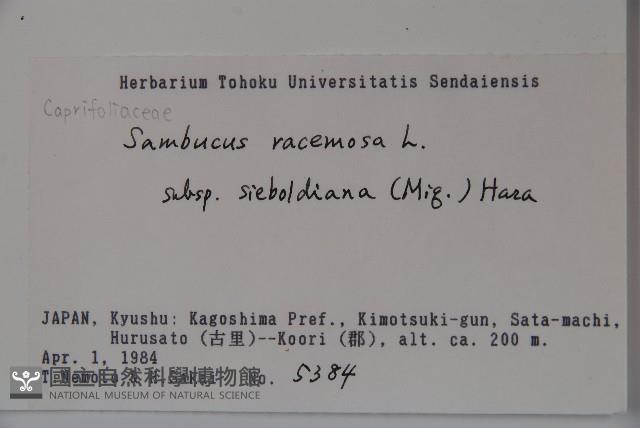 Herbarium Tohoku Universitatis Sendaiensis
Caprifoliaceae
Sambucus racemosa L.
subsp. sieboldiana (Miq.) Hara
JAPAN, Kyushu: Kagoshima Pref., Kimotsuki-gun, Sata-machi,
Hurusato (古里)--Koori (郡), alt. ca. 200 m.
Apr. 1, 1984
T. Nemoto & No. 5384
國立自然科學博物館
NATIONAL MUSEUM OF NATURAL SCIENCE